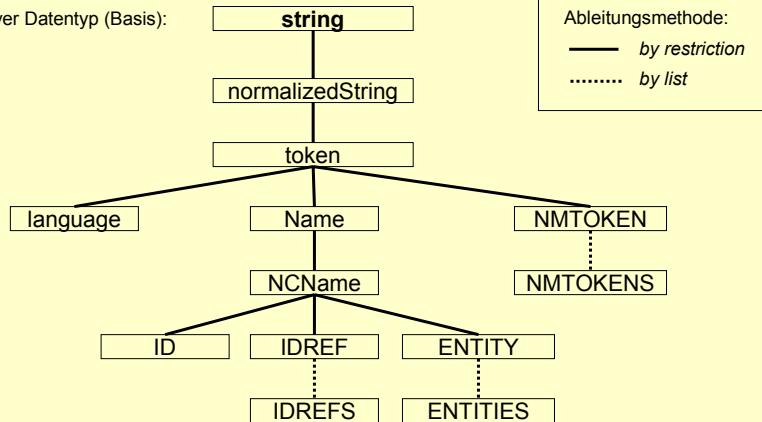 Datentyp (Basis):
string
Ableitungsmethode:
by restriction
by list
normalizedString
token
language
Name
NMTOKEN
NCName
NMTOKENS
ID
IDREF
ENTITY
IDREFS
ENTITIES